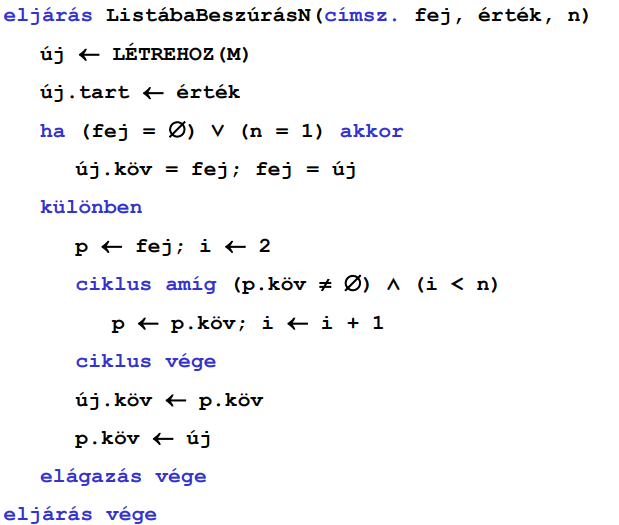 eljárás ListábaBeszúrásN(címsz. fej, érték, n)
új ← LÉTREHOZ(M)
új.tart ← érték
ha (fej = ∅) ∨ (n = 1) akkor
új.köv = fej; fej = új
különben
p ← fej; i ← 2
ciklus amíg (p.köv ≠ ∅) ∧ (i < n)
p ← p.köv; i ← i + 1
ciklus vége
új.köv ← p.köv
p.köv ← új
elágazás vége
eljárás vége